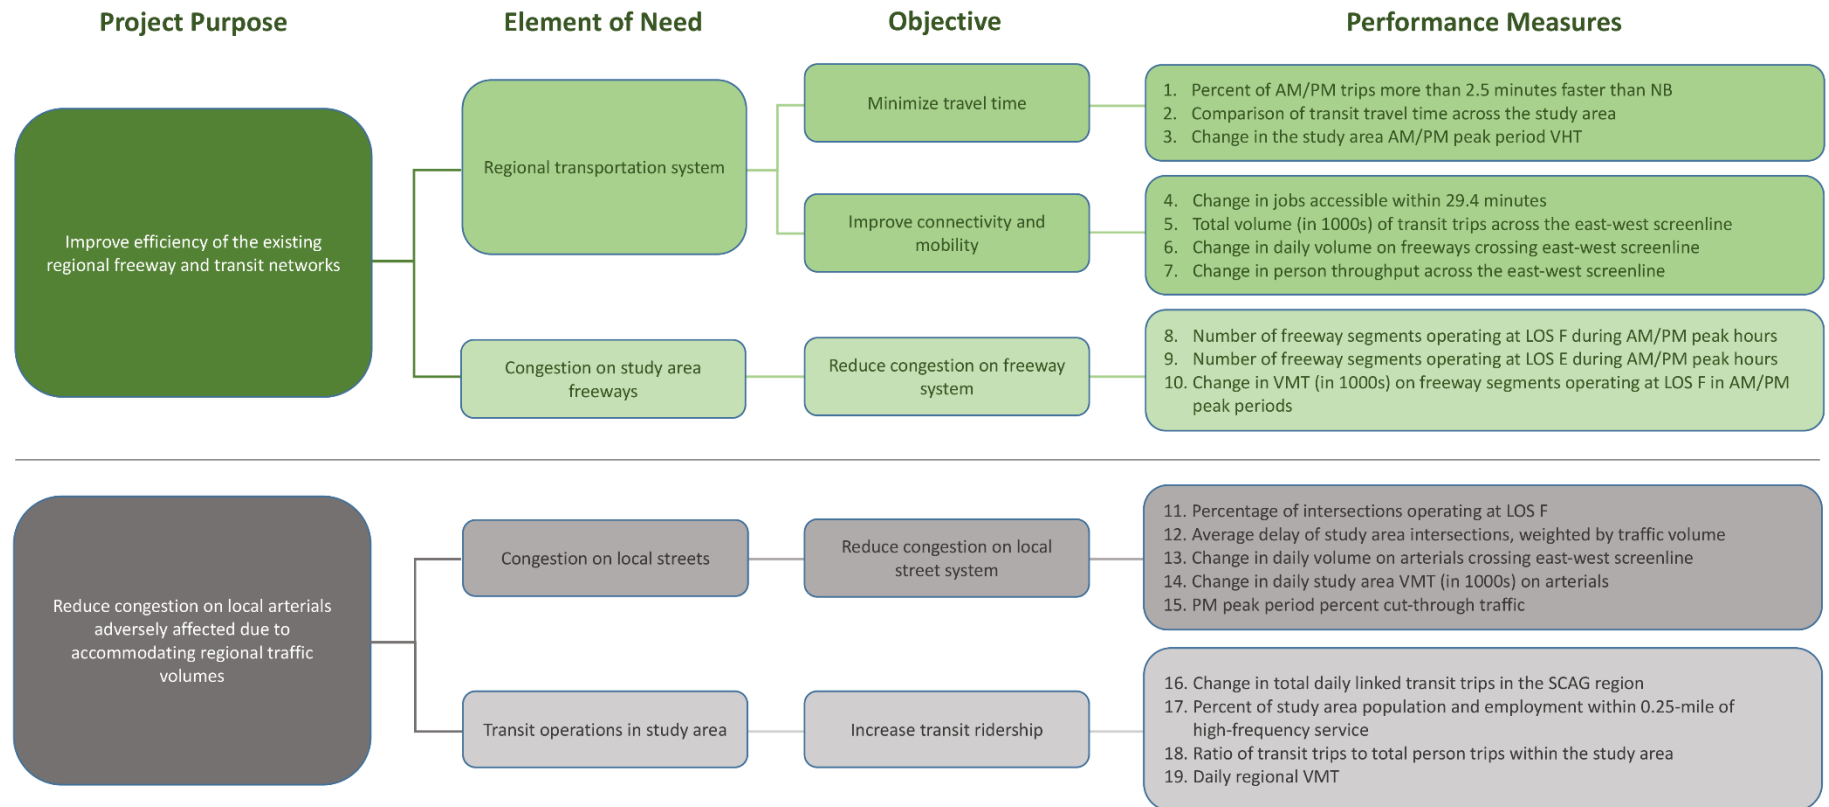 Project Purpose
Element of Need
Objective
Performance Measures
Improve efficiency of the existing
regional freeway and transit networks
Regional transportation system
Minimize travel time
1. Percent of AM/PM trips more than 2.5 minutes faster than NB
2. Comparison of transit travel time across the study area
3. Change in the study area AM/PM peak period VHT
Improve connectivity and
mobility
4. Change in jobs accessible within 29.4 minutes
5. Total volume (in 1000s) of transit trips across the east-west screenline
6. Change in daily volume on freeways crossing east-west screenline
7. Change in person throughput across the east-west screenline
Congestion on study area
freeways
Reduce congestion on freeway
system
8. Number of freeway segments operating at LOS F during AM/PM peak hours
9. Number of freeway segments operating at LOS E during AM/PM peak hours
10. Change in VMT (in 1000s) on freeway segments operating at LOS F in AM/PM
peak periods
Reduce congestion on local arterials
adversely affected due to
accommodating regional traffic
volumes
Congestion on local streets
Reduce congestion on local
street system
11. Percentage of intersections operating at LOS F
12. Average delay of study area intersections, weighted by traffic volume
13. Change in daily volume on arterials crossing east-west screenline
14. Change in daily study area VMT (in 1000s) on arterials
15. PM peak period percent cut-through traffic
Transit operations in study area
Increase transit ridership
16. Change in total daily linked transit trips in the SCAG region
17. Percent of study area population and employment within 0.25-mile of
high-frequency service
18. Ratio of transit trips to total person trips within the study area
19. Daily regional VMT